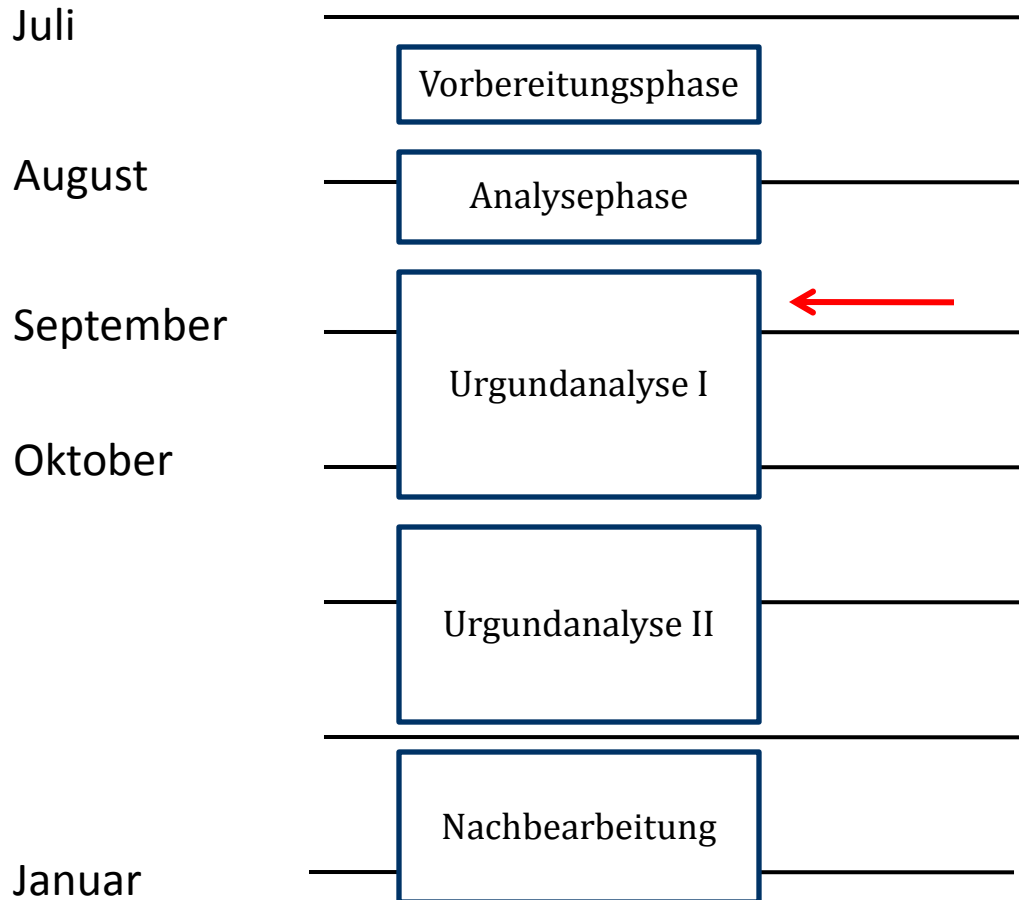 Juli
Vorbereitungsphase
August
Analysephase
September
Urgundanalyse I
Oktober
Urgundanalyse II
Nachbearbeitung
Januar